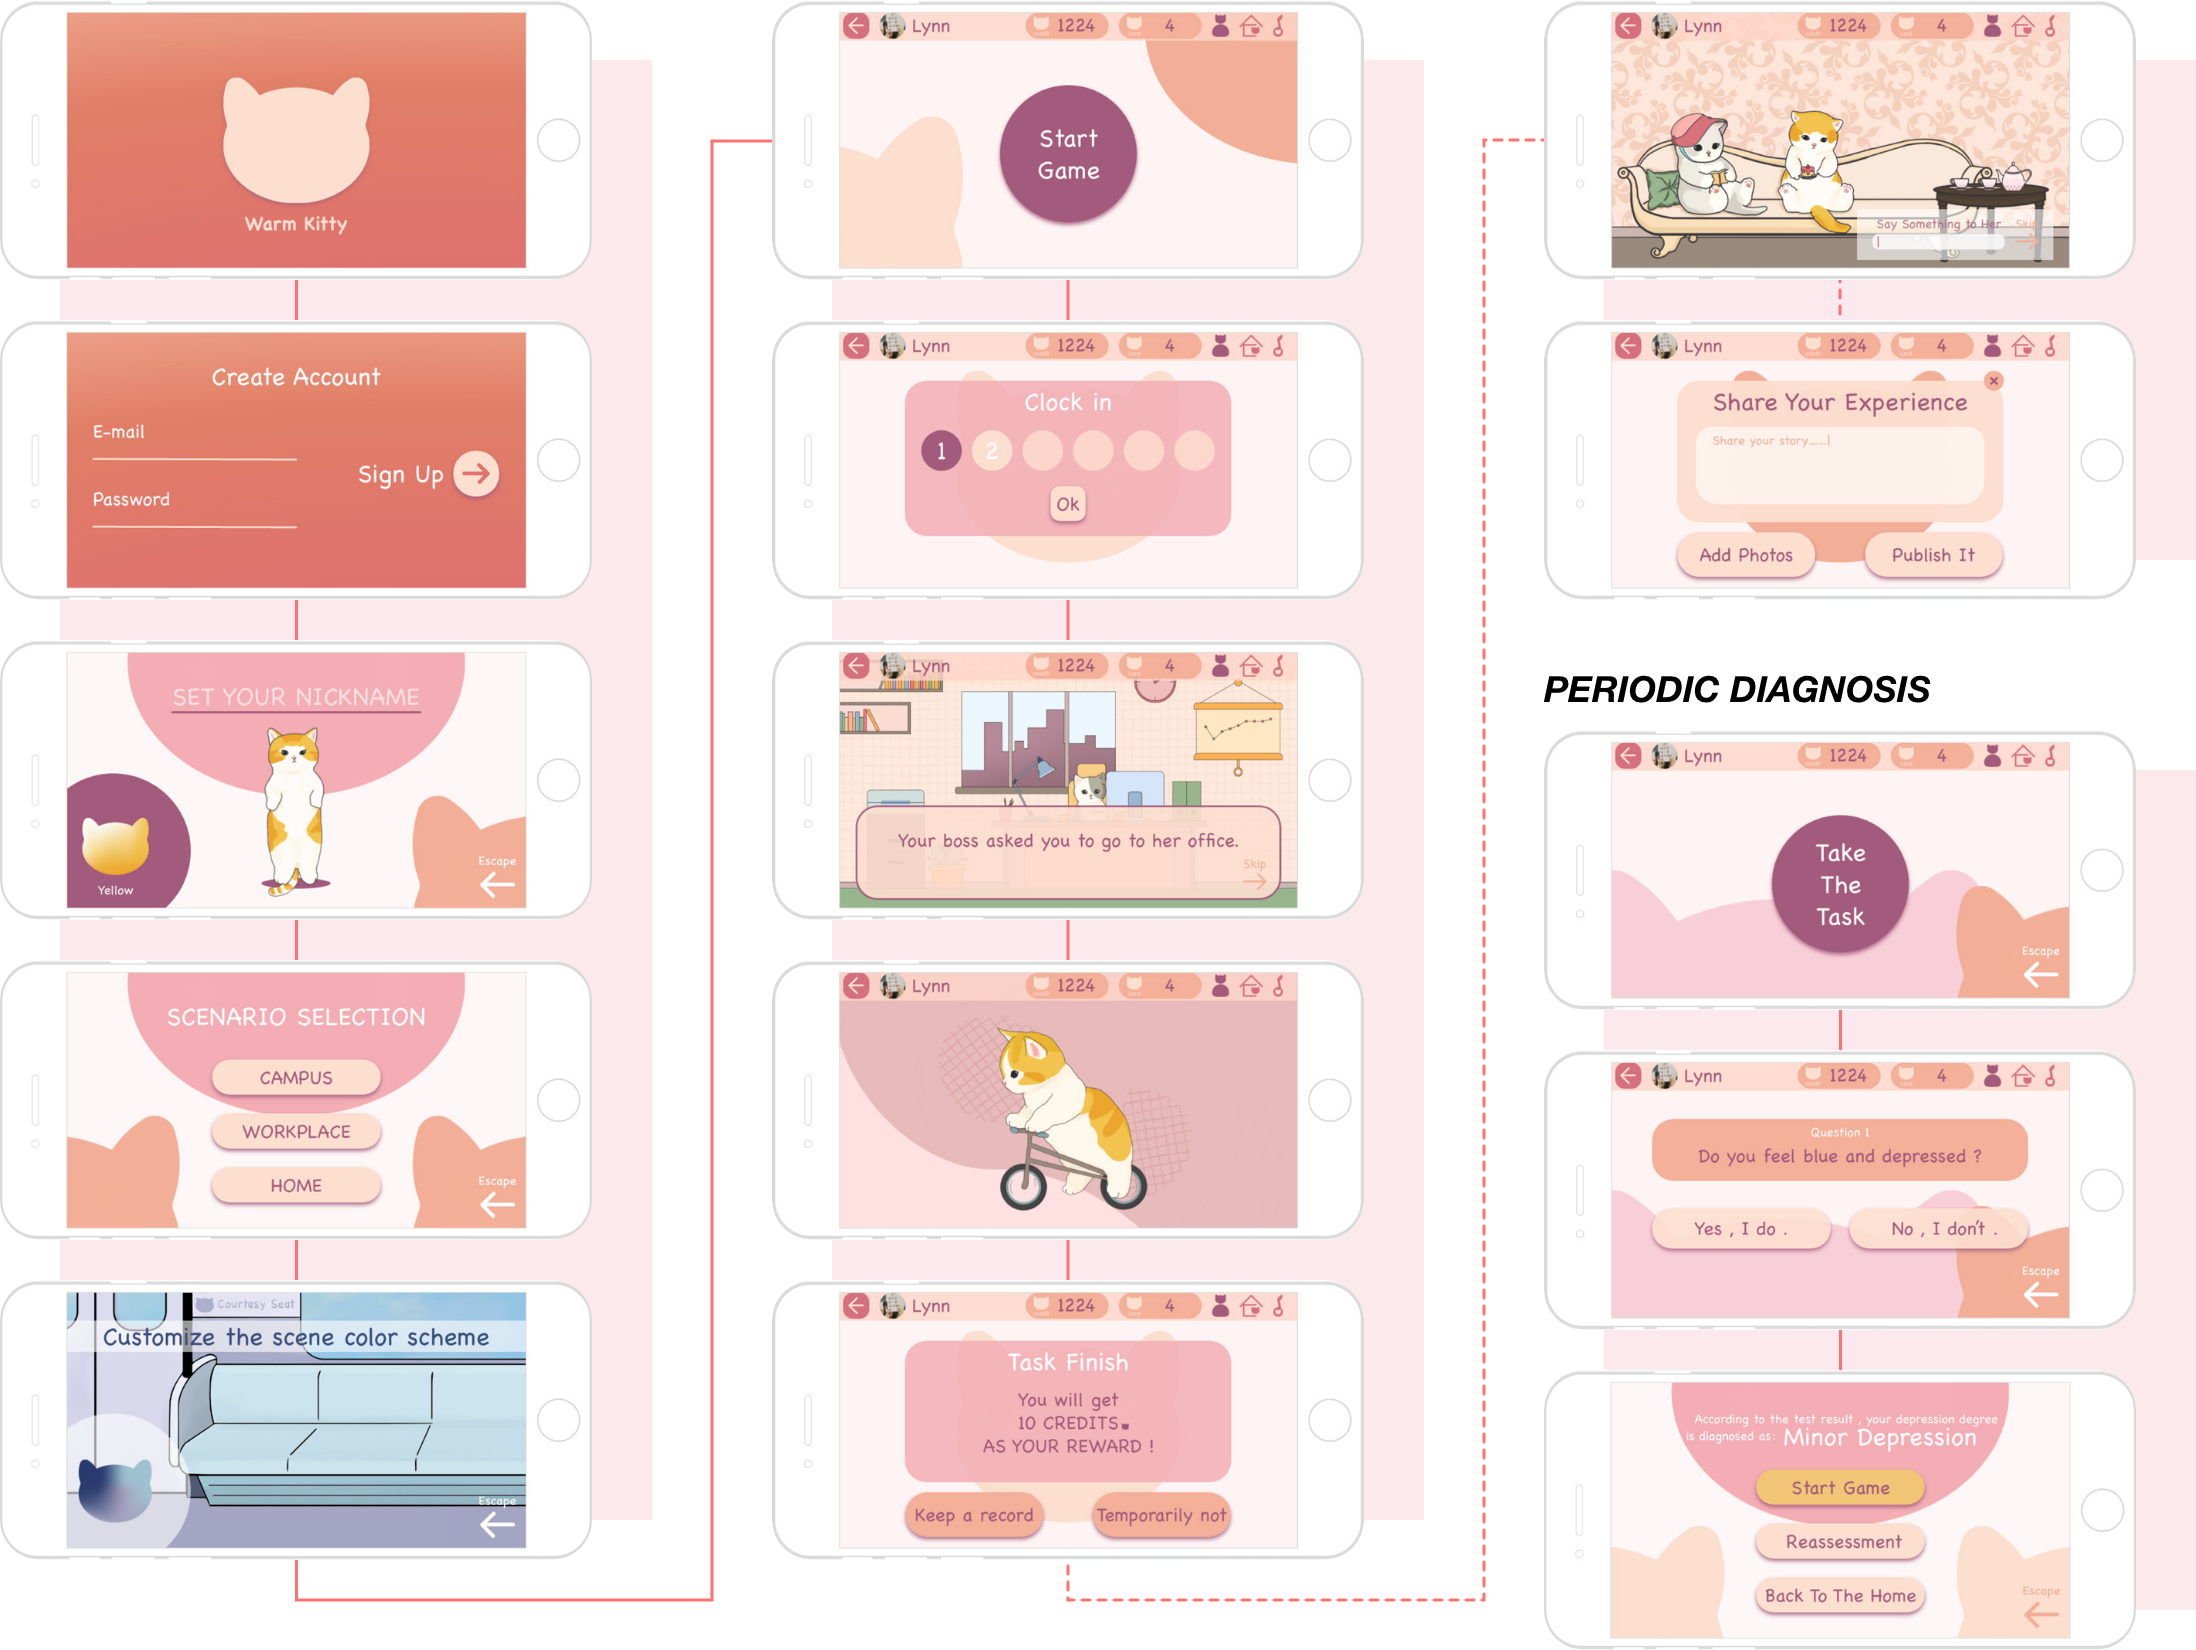 Warm Kitty
Create Account
E-mail
Password
Sign Up
SET YOUR NICKNAME
Yellow
Escape
SCENARIO SELECTION
CAMPUS
WORKPLACE
HOME
Escape
Courtesy Seat
Customize the scene color scheme
Escape
Lynn 1224 4
Start
Game
Lynn 1224 4
Clock in
1 2
Ok
Lynn 1224 4
Your boss asked you to go to her office.
Skip
Lynn 1224 4
Lynn 1224 4
Task Finish
You will get
10 CREDITS
AS YOUR REWARD !
Keep a record
Temporarily not
Lynn 1224 4
Say Something to Her Skip
Lynn 1224 4
Share Your Experience
Share your story......
Add Photos
Publish It
PERIODIC DIAGNOSIS
Lynn 1224 4
Take
The
Task
Escape
Lynn 1224 4
Question 1
Do you feel blue and depressed ?
Yes , I do .
No , I don't .
Escape
According to the test result , your depression degree
is diagnosed as: Minor Depression
Start Game
Reassessment
Back To The Home
Escape